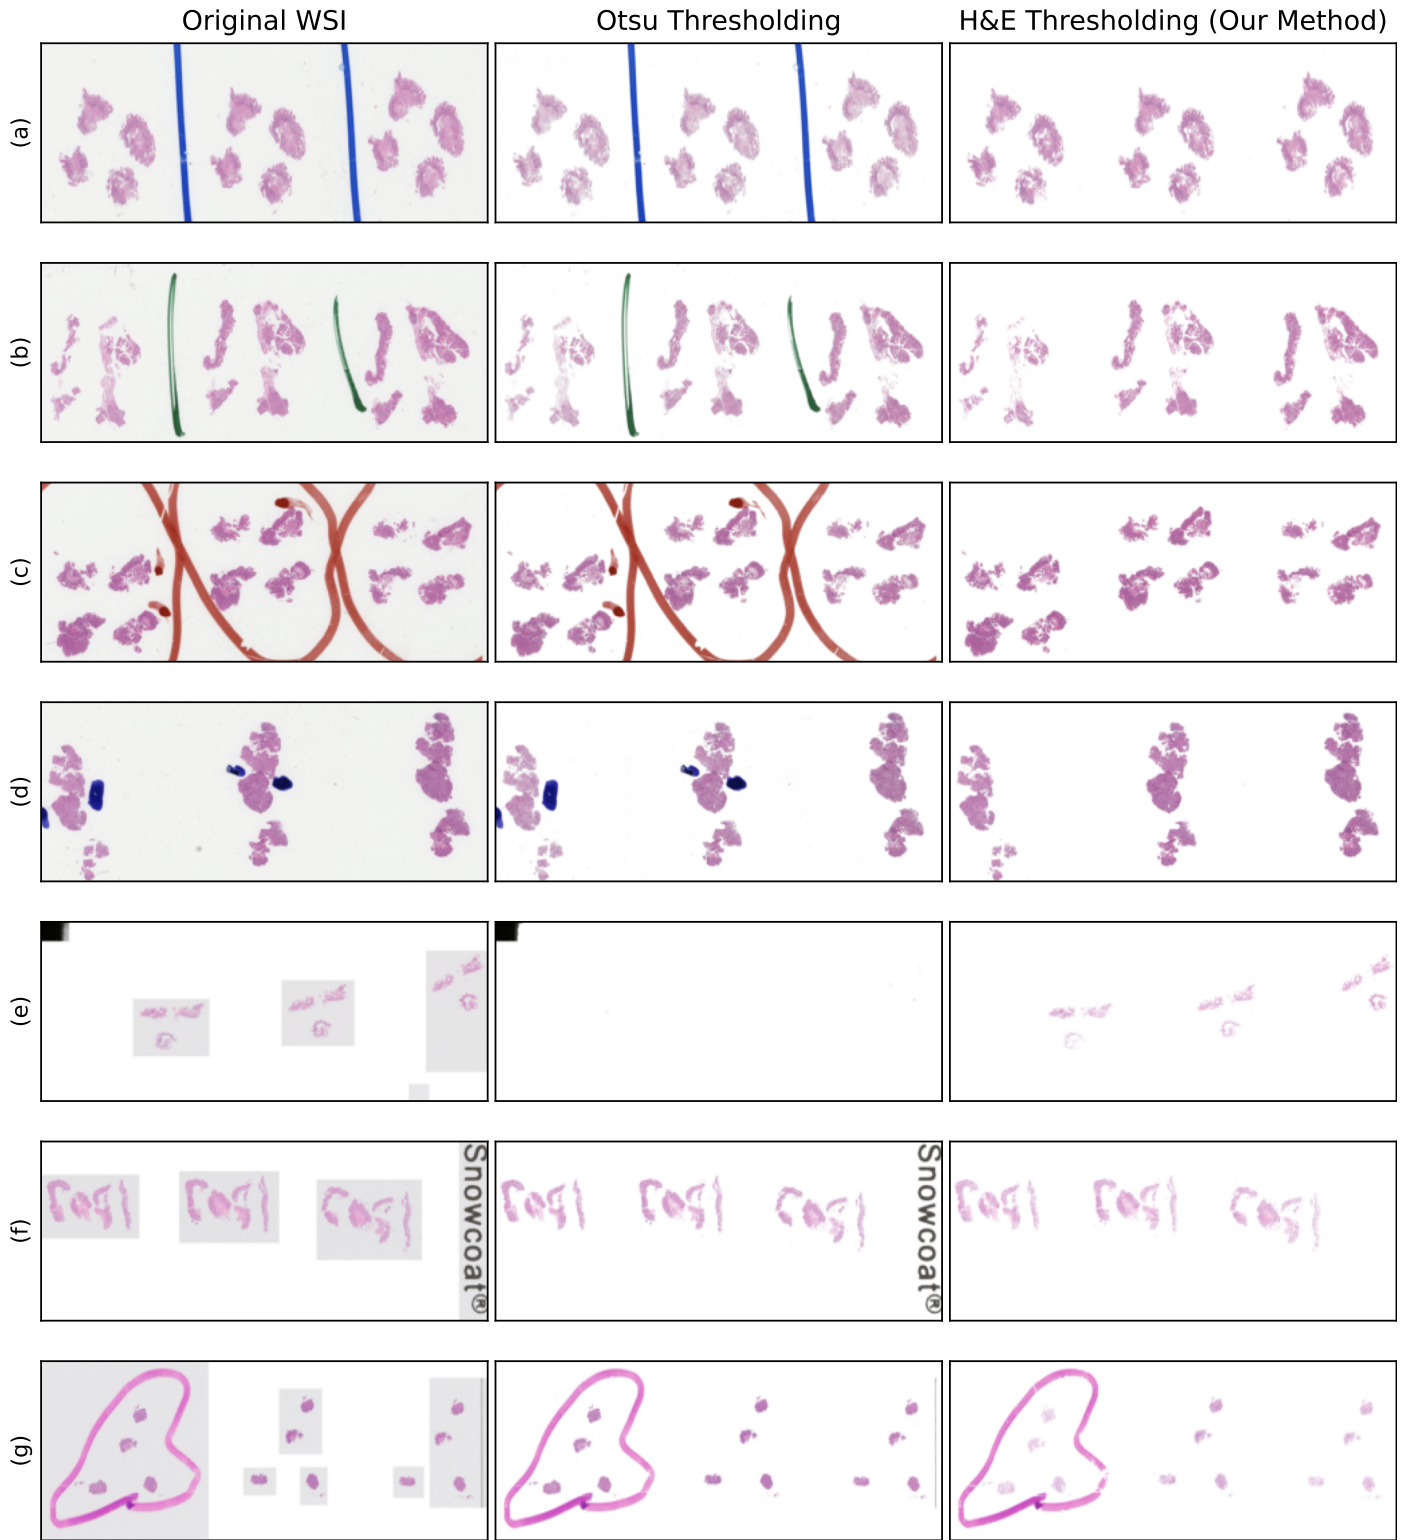 Original WSI
Otsu Thresholding
H&E Thresholding (Our Method)
(a)
(b)
(c)
(d)
(e)
(f)
Snowcoat®
Snowcoat®
(g)